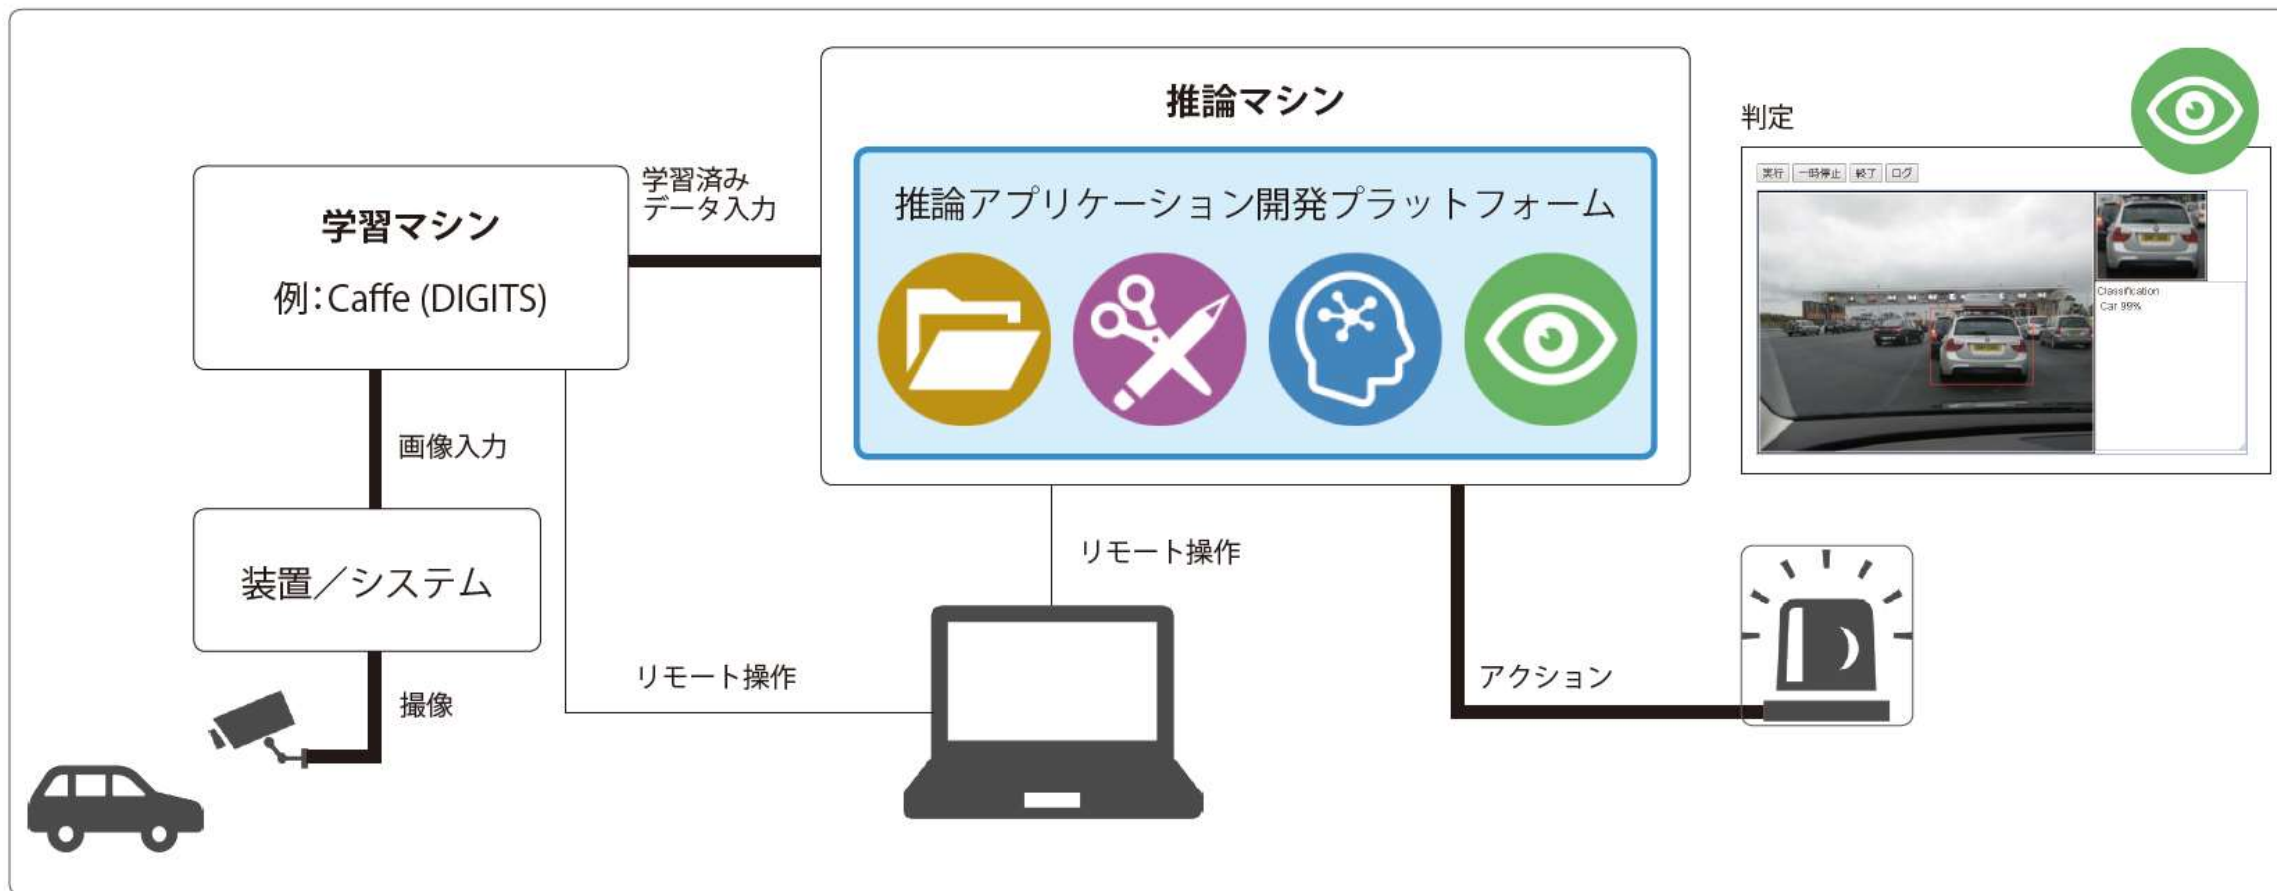 推論マシン
判定
実行 一時停止 終了 ログ
学習済み
データ入力
推論アプリケーション開発プラットフォーム
学習マシン
例：Caffe (DIGITS)
Classification
Car 99%
画像入力
リモート操作
装置／システム
リモート操作
アクション
撮像